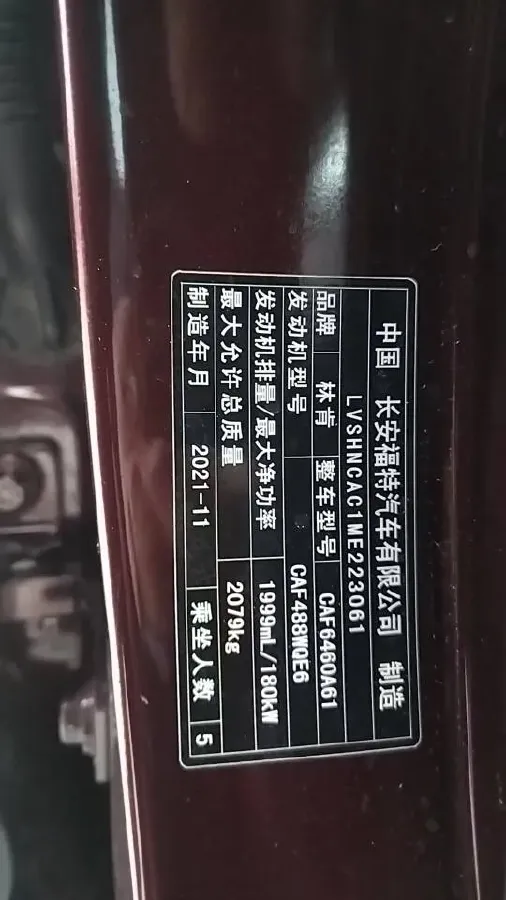 中国 长安福特汽车有限公司 制造
LVSHNCAC1ME223061
品牌 林肯 整车型号 CAF6460A61
发动机型号 CAF488WQE6
发动机排量/最大净功率 1999mL/180kW
最大允许总质量 2079kg
制造年月 2021-11 乘坐人数 5